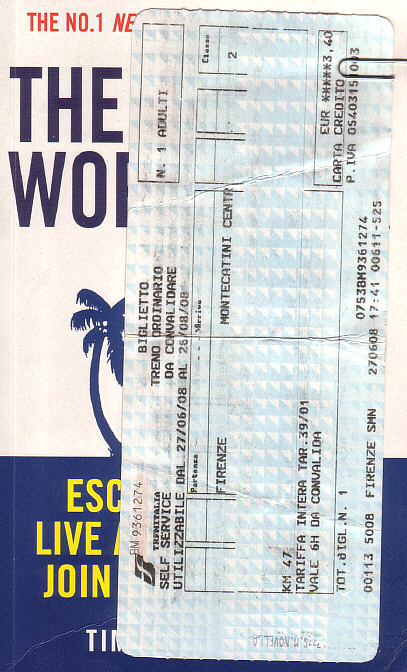 THE NO.1 NE
THE
WO
ESC
LIVE A
JOIN
TIM
BM 9361274
TRENITALIA
BIGLIETTO
SELF SERVICE TRENO ORDINARIO
UTILIZZABILE DAL 27/06/08 AL 26/08/08 DA CONVALIDARE
N. 1 ADULTI
Partenza Arrivo Classe
FIRENZE MONTECATINI CENTR 2
KM 47
TARIFFA INTERA TAR.39/01
VALE 6H DA CONVALIDA
EUR *****3,40
CARTA CREDITO
TOT.BIGL.N. 1 P.IVA 05403151003
0753BM9361274
00113 5008 FIRENZE SMN 270608 17:41 00611-525
S.M.NOVELLA